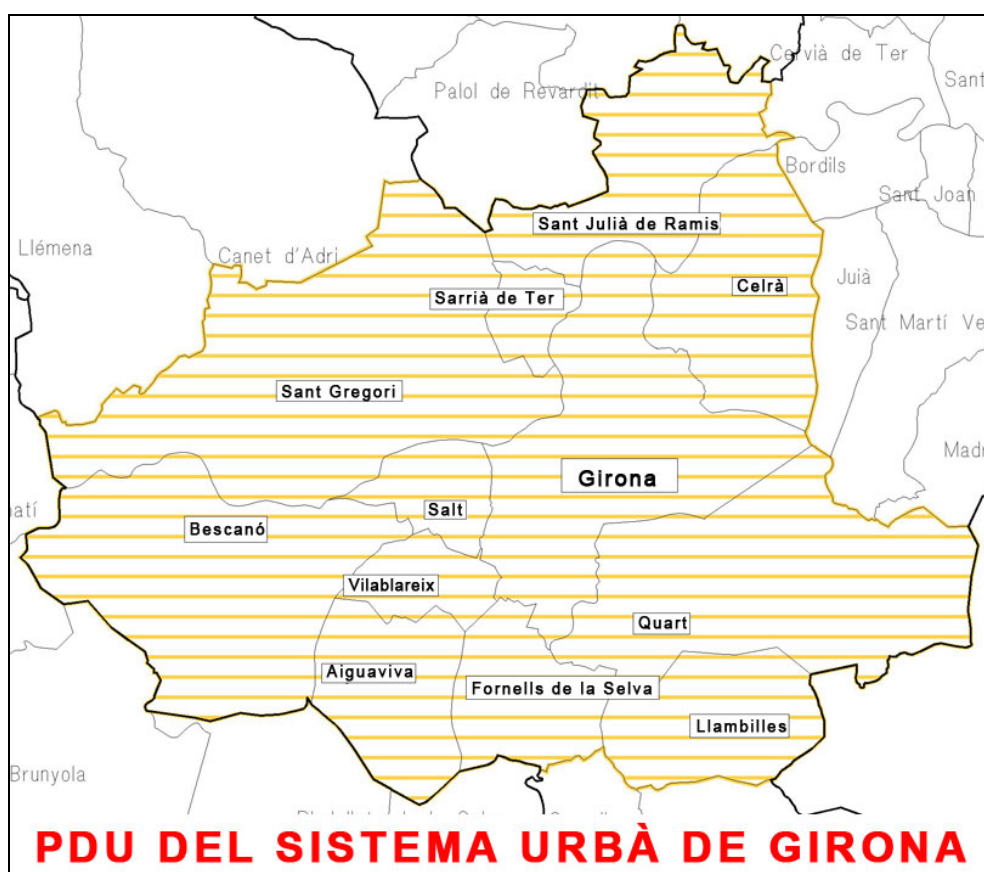 Cervià de Ter
Sant
Palol de Revardit
Bordils
Sant Joan
Sant Julià de Ramis
Llémena
Canet d'Adri
Celrà
Juià
Sarrià de Ter
Sant Martí Ve
Sant Gregori
Madr
Girona
Salt
Bescanó
Vilablareix
Quart
Aiguaviva
Fornells de la Selva
Llambilles
Brunyola
PDU DEL SISTEMA URBÀ DE GIRONA